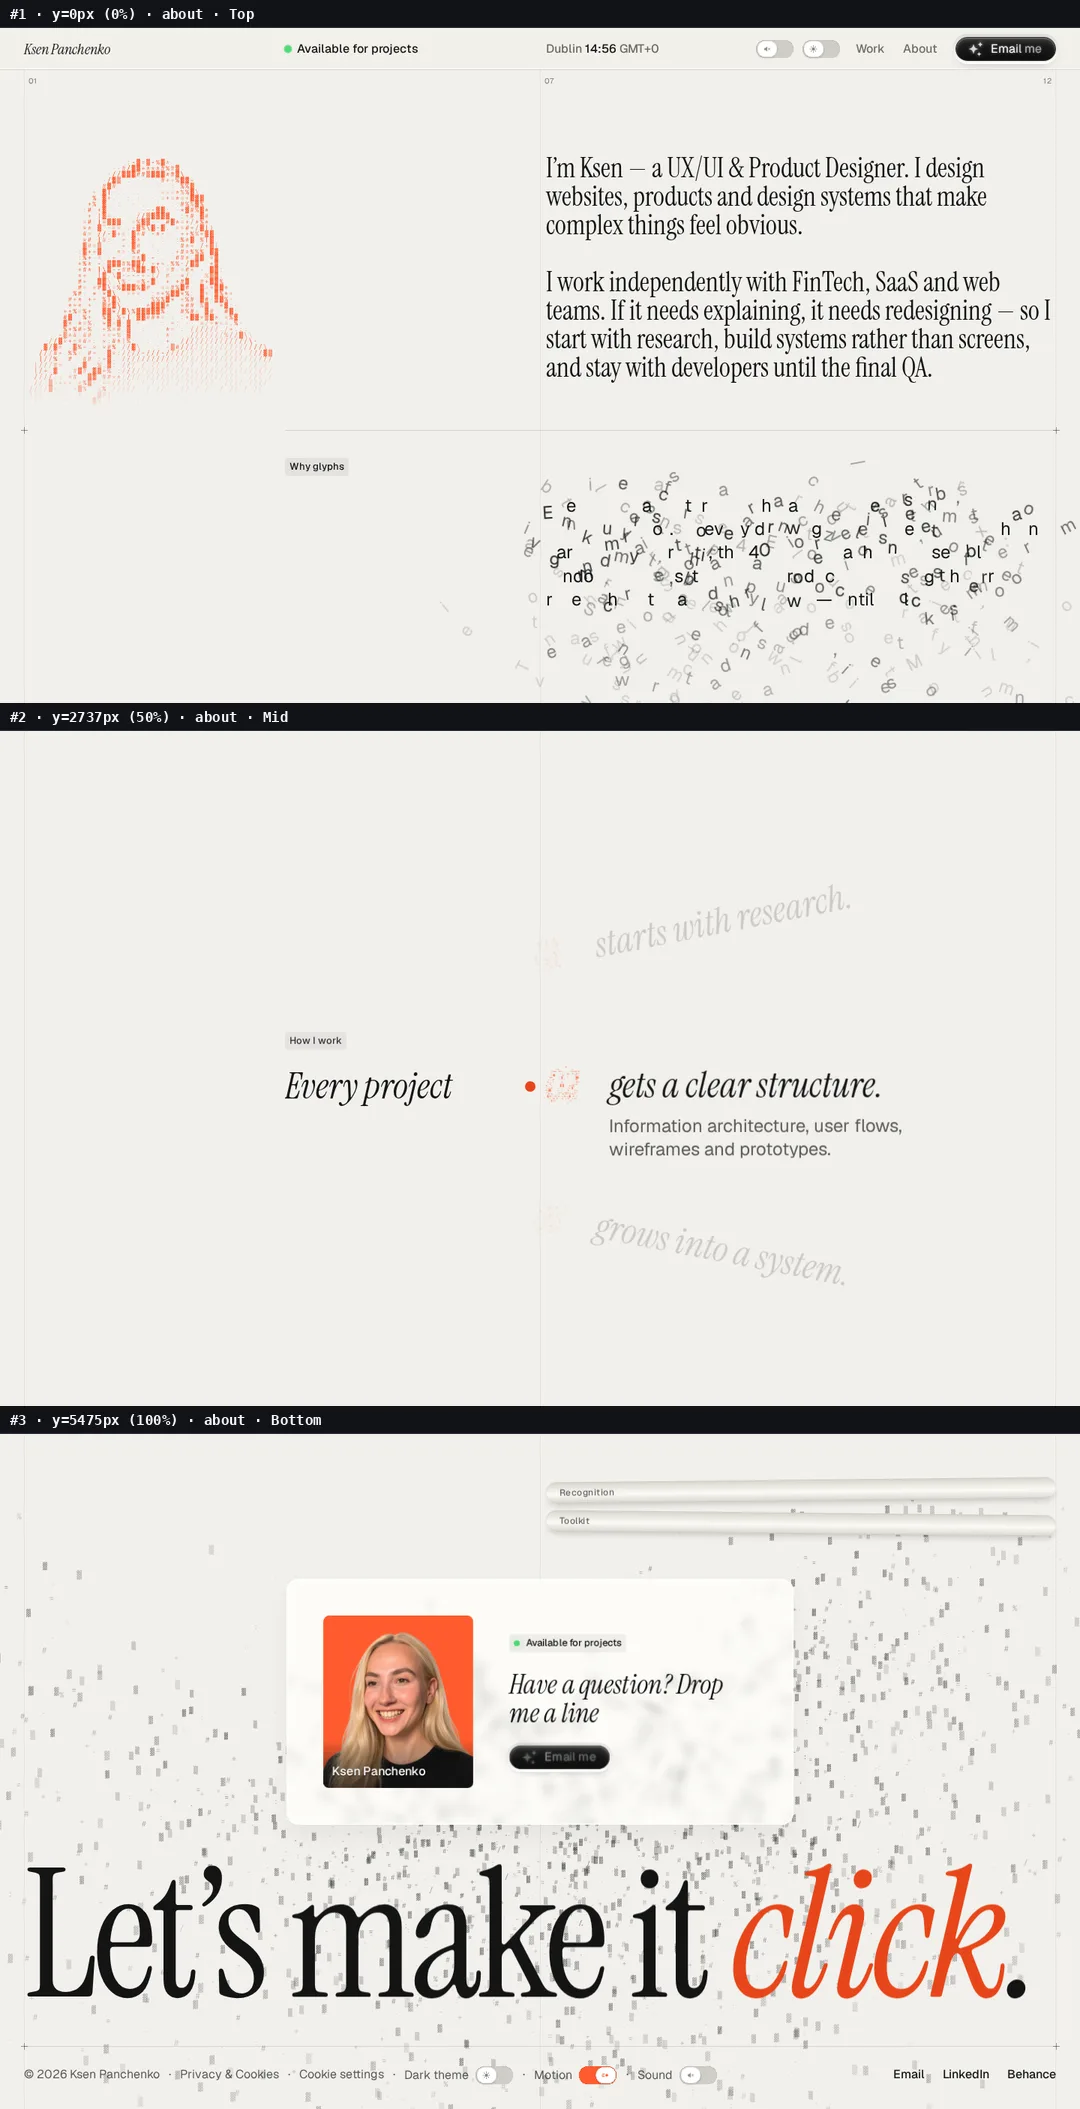 #1 · y=0px (0%) · about · Top
Ksen Panchenko
Available for projects
Dublin 14:56 GMT+0
Work
About
Email me
01
07
12
I'm Ksen — a UX/UI & Product Designer. I design
websites, products and design systems that make
complex things feel obvious.
I work independently with FinTech, SaaS and web
teams. If it needs explaining, it needs redesigning — so I
start with research, build systems rather than screens,
and stay with developers until the final QA.
Why glyphs
#2 · y=2737px (50%) · about · Mid
starts with research.
How I work
Every project
02
gets a clear structure.
Information architecture, user flows,
wireframes and prototypes.
grows into a system.
#3 · y=5475px (100%) · about · Bottom
Recognition
Toolkit
Available for projects
Have a question? Drop
me a line
Email me
Ksen Panchenko
Let's make it click.
© 2026 Ksen Panchenko · Privacy & Cookies · Cookie settings · Dark theme · Motion · Sound
Email
LinkedIn
Behance